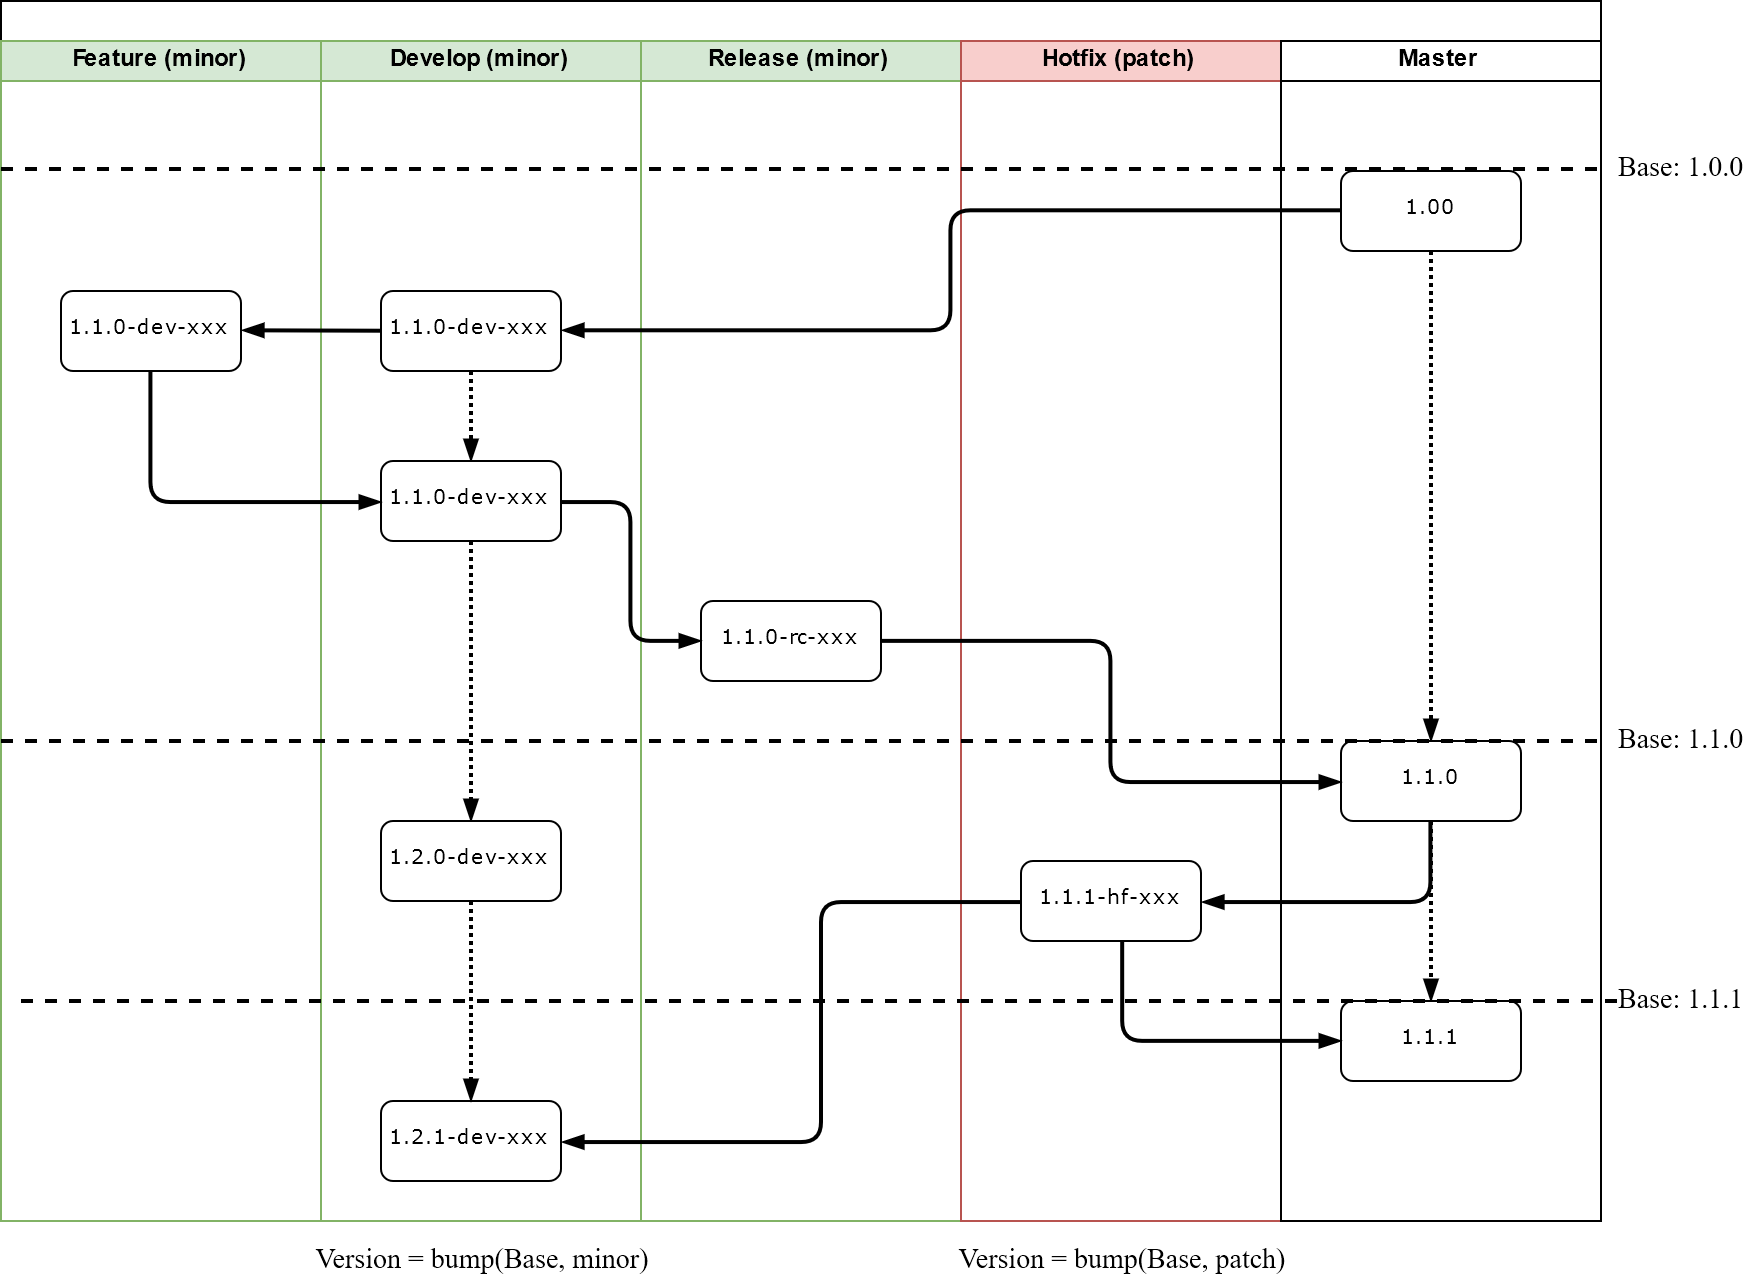 Feature (minor)
Develop (minor)
Release (minor)
Hotfix (patch)
Master
Base: 1.0.0
1.00
1.1.0-dev-xxx
1.1.0-dev-xxx
1.1.0-dev-xxx
1.1.0-rc-xxx
Base: 1.1.0
1.1.0
1.2.0-dev-xxx
1.1.1-hf-xxx
Base: 1.1.1
1.1.1
1.2.1-dev-xxx
Version = bump(Base, minor)
Version = bump(Base, patch)